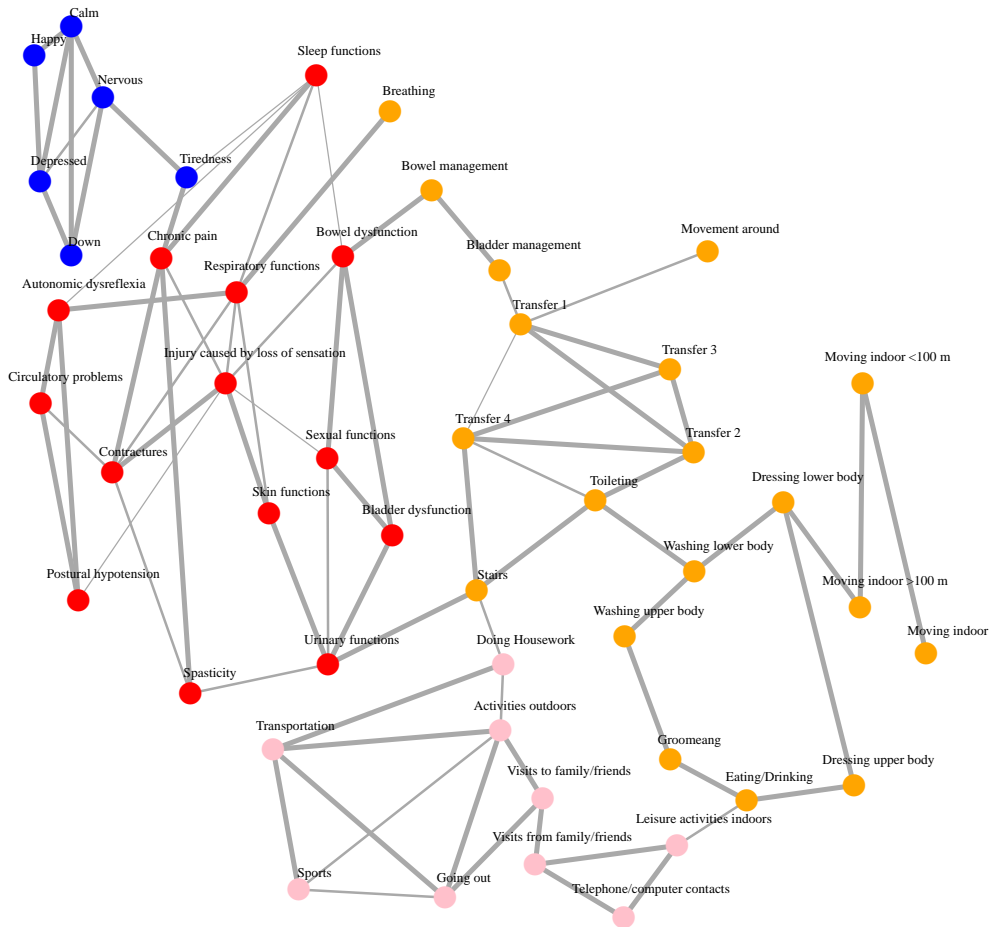 Calm
Happy
Sleep functions
Nervous
Breathing
Depressed
Tiredness
Bowel management
Down
Chronic pain
Bowel dysfunction
Movement around
Bladder management
Respiratory functions
Autonomic dysreflexia
Transfer 1
Injury caused by loss of sensation
Transfer 3
Moving indoor <100 m
Circulatory problems
Transfer 4
Transfer 2
Sexual functions
Contractures
Toileting
Dressing lower body
Skin functions
Bladder dysfunction
Washing lower body
Postural hypotension
Stairs
Moving indoor >100 m
Washing upper body
Urinary functions
Doing Housework
Moving indoor
Spasticity
Activities outdoors
Transportation
Groomeang
Visits to family/friends
Eating/Drinking
Dressing upper body
Leisure activities indoors
Visits from family/friends
Sports
Going out
Telephone/computer contacts